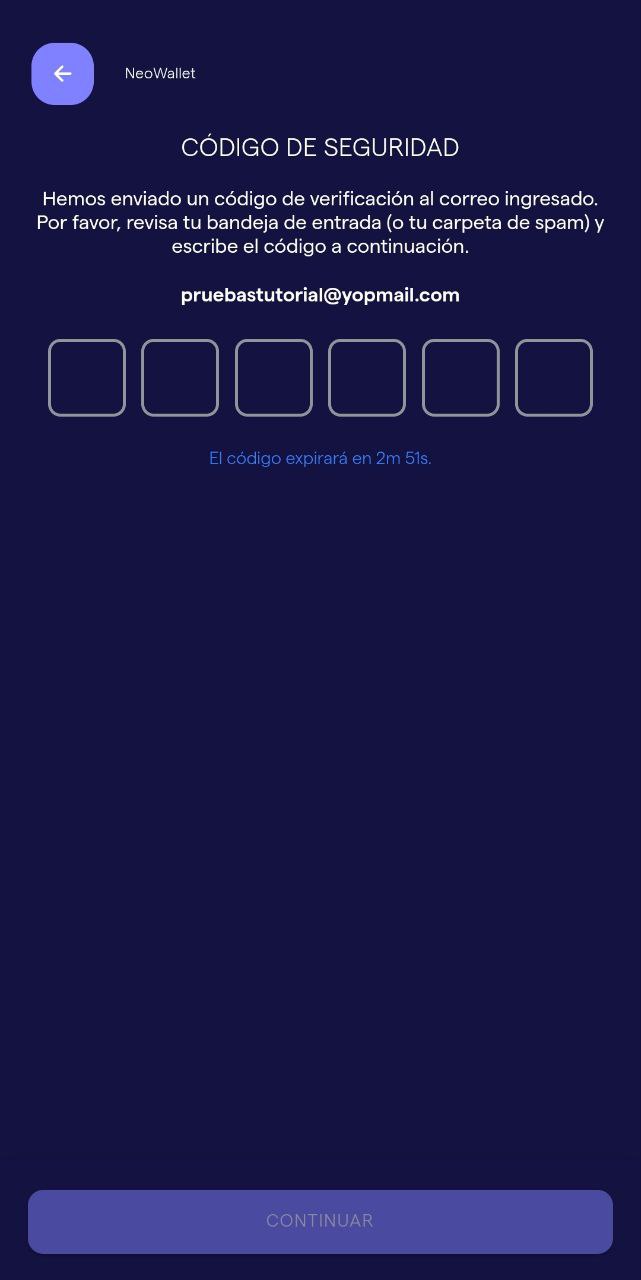 NeoWallet
CÓDIGO DE SEGURIDAD
Hemos enviado un código de verificación al correo ingresado.
Por favor, revisa tu bandeja de entrada (o tu carpeta de spam) y
escribe el código a continuación.
pruebastutorial@yopmail.com
El código expirará en 2m 51s.
CONTINUAR